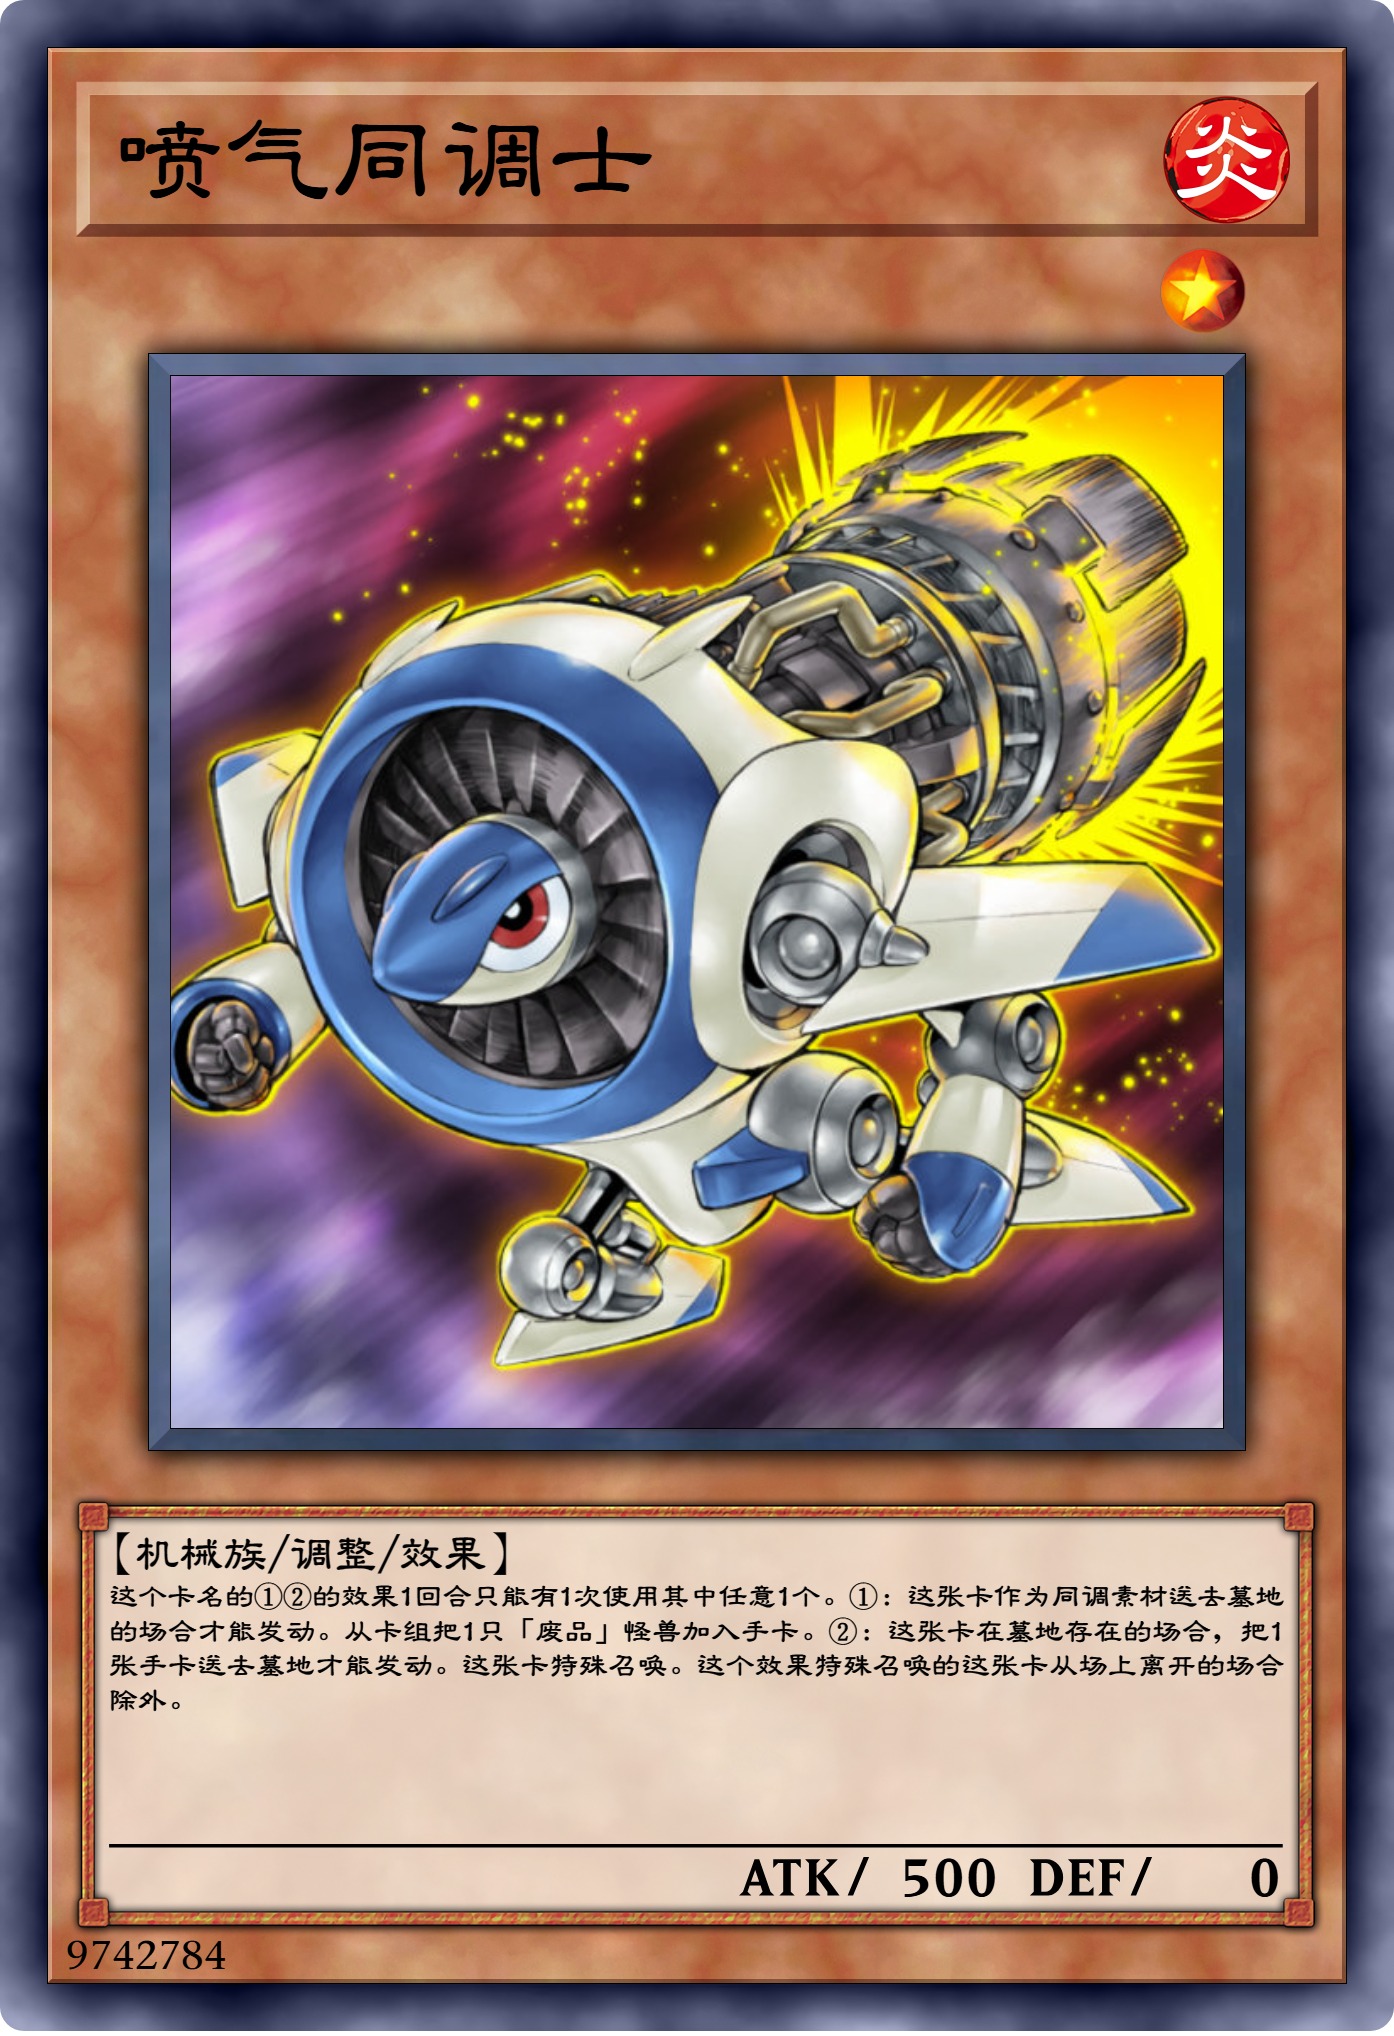 喷气同调士
炎
【机械族/调整/效果】
这个卡名的①②的效果1回合只能有1次使用其中任意1个。①：这张卡作为同调素材送去墓地
的场合才能发动。从卡组把1只「废品」怪兽加入手卡。②：这张卡在墓地存在的场合，把1
张手卡送去墓地才能发动。这张卡特殊召唤。这个效果特殊召唤的这张卡从场上离开的场合
除外。
ATK/ 500 DEF/ 0
9742784